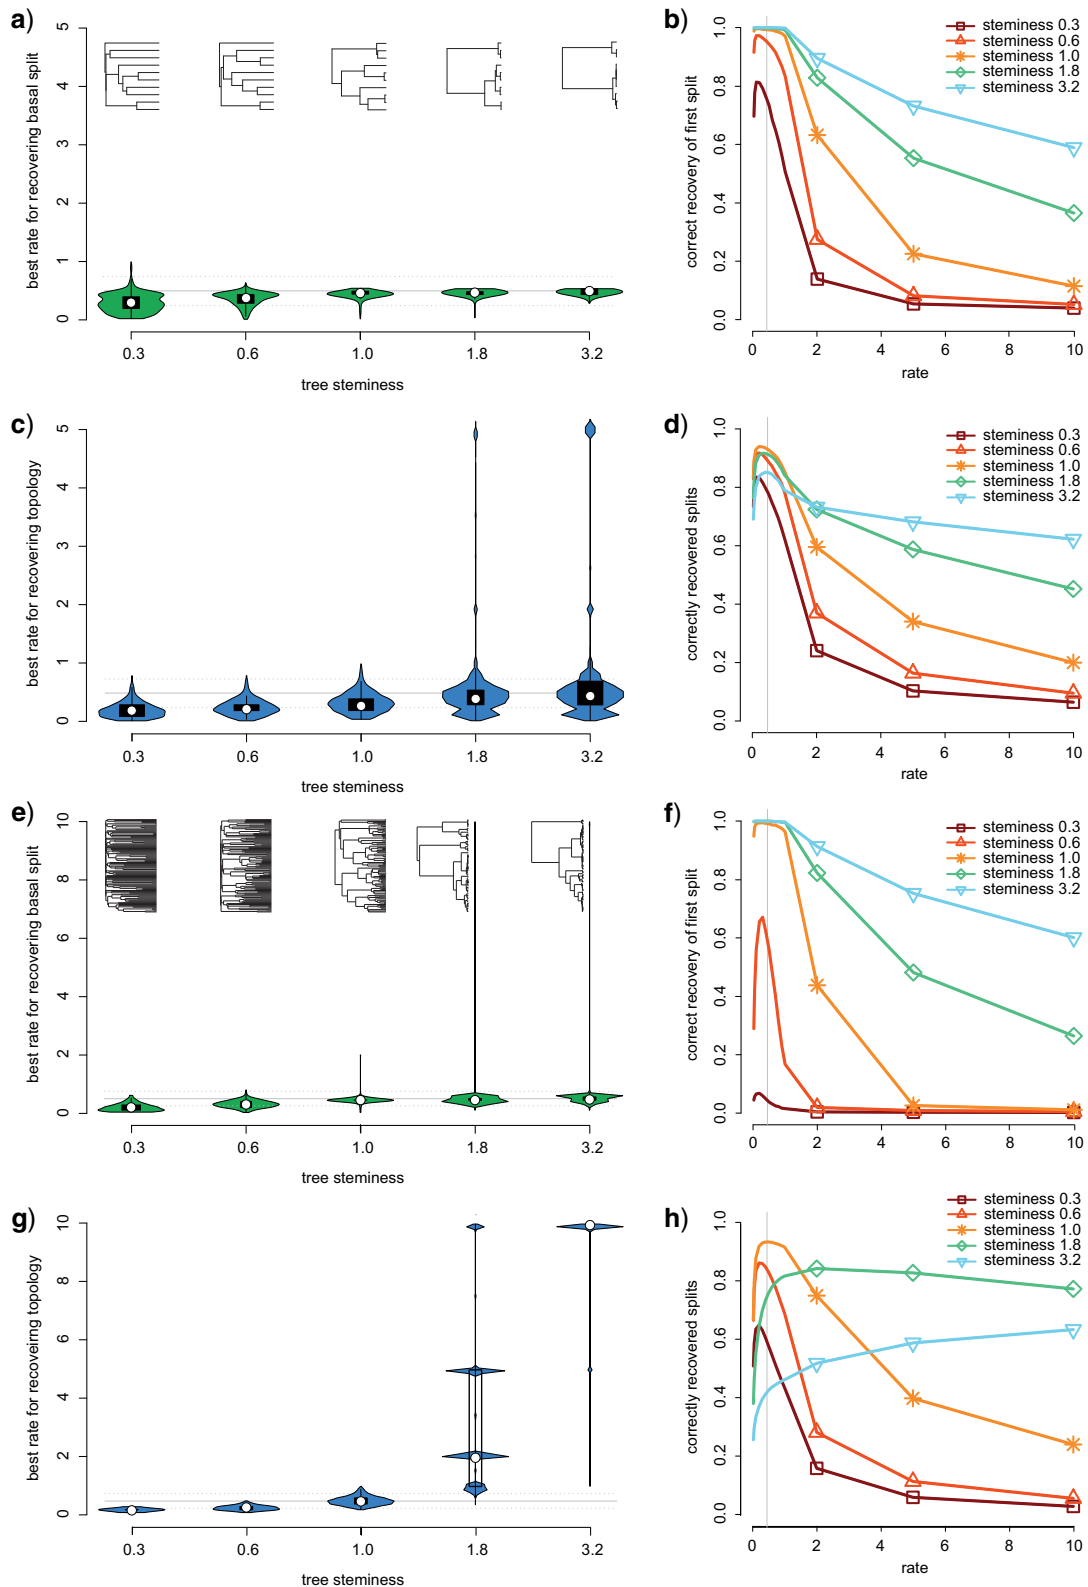 a)
best rate for recovering basal split
5
4
3
2
1
0
0.3 0.6 1.0 1.8 3.2
tree steminess
b)
correct recovery of first split
1.0
0.8
0.6
0.4
0.2
0.0
steminess 0.3
steminess 0.6
steminess 1.0
steminess 1.8
steminess 3.2
0 2 4 6 8 10
rate
c)
best rate for recovering topology
5
4
3
2
1
0
0.3 0.6 1.0 1.8 3.2
tree steminess
d)
correctly recovered splits
1.0
0.8
0.6
0.4
0.2
0.0
steminess 0.3
steminess 0.6
steminess 1.0
steminess 1.8
steminess 3.2
0 2 4 6 8 10
rate
e)
best rate for recovering basal split
10
8
6
4
2
0
0.3 0.6 1.0 1.8 3.2
tree steminess
f)
correct recovery of first split
1.0
0.8
0.6
0.4
0.2
0.0
steminess 0.3
steminess 0.6
steminess 1.0
steminess 1.8
steminess 3.2
0 2 4 6 8 10
rate
g)
best rate for recoveirng topology
10
8
6
4
2
0
0.3 0.6 1.0 1.8 3.2
tree steminess
h)
correctly recovered splits
1.0
0.8
0.6
0.4
0.2
0.0
steminess 0.3
steminess 0.6
steminess 1.0
steminess 1.8
steminess 3.2
0 2 4 6 8 10
rate